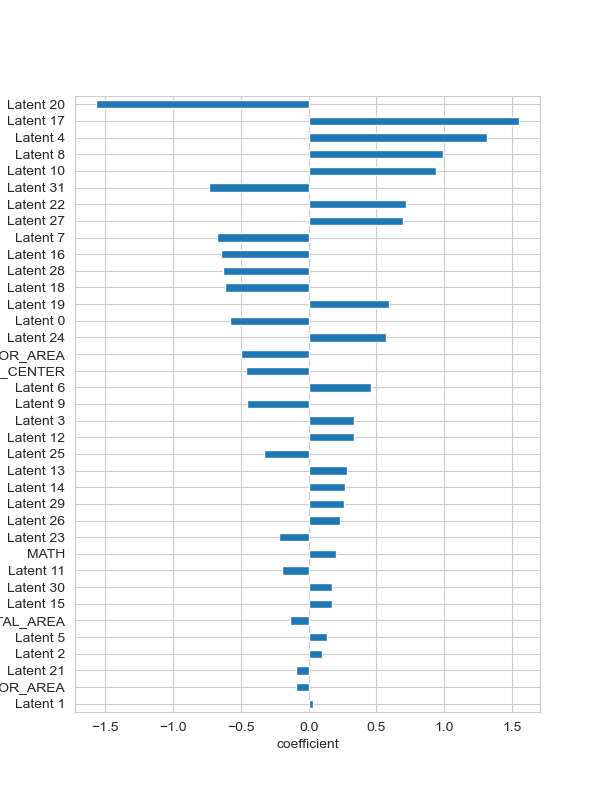 Latent 20
Latent 17
Latent 4
Latent 8
Latent 10
Latent 31
Latent 22
Latent 27
Latent 7
Latent 16
Latent 28
Latent 18
Latent 19
Latent 0
Latent 24
OR_AREA
_CENTER
Latent 6
Latent 9
Latent 3
Latent 12
Latent 25
Latent 13
Latent 14
Latent 29
Latent 26
Latent 23
MATH
Latent 11
Latent 30
Latent 15
TAL_AREA
Latent 5
Latent 2
Latent 21
OR_AREA
Latent 1
−1.5 −1.0 −0.5 0.0 0.5 1.0 1.5
coefficient